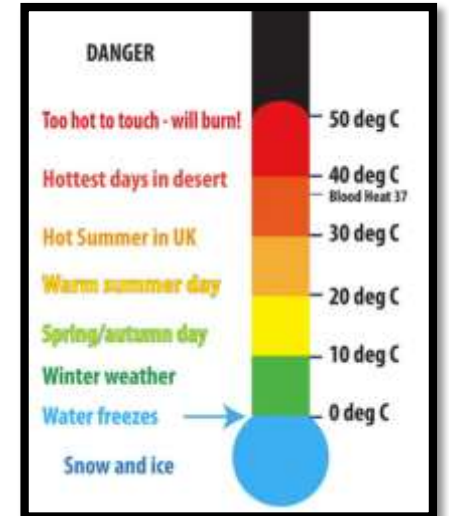 DANGER
Too hot to touch - will burn!
50 deg C
Hottest days in desert
40 deg C
Blood Heat 37
Hot Summer in UK
30 deg C
Warm summer day
20 deg C
Spring/autumn day
10 deg C
Winter weather
Water freezes
0 deg C
Snow and ice